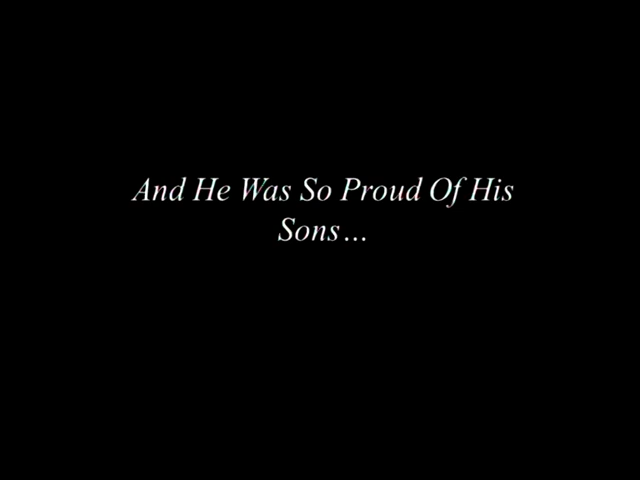 And He Was So Proud Of His
Sons…